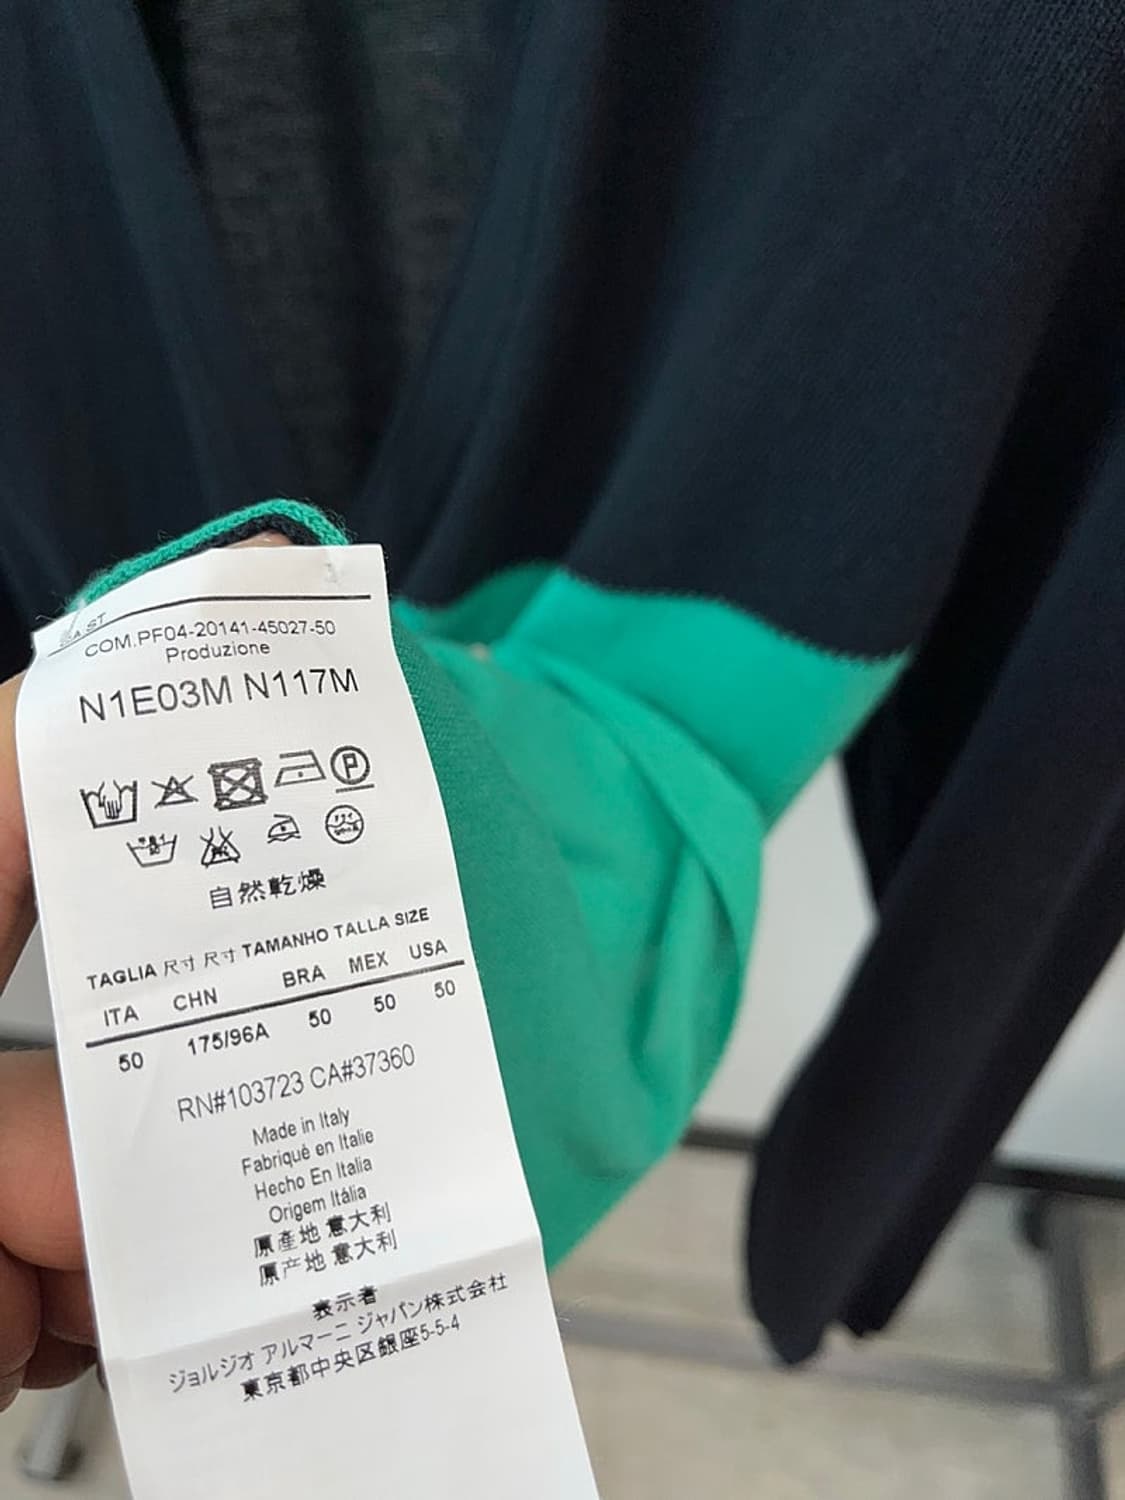 COM.PF04-20141-45027-50
Produzione
N1E03M N117M
P
自然乾燥
TAGLIA 尺寸 尺寸 TAMANHO TALLA SIZE
ITA CHN BRA MEX USA
50 175/96A 50 50 50
RN#103723 CA#37360
Made in Italy
Fabriqué en Italie
Hecho En Italia
Origem Itália
原產地 意大利
原产地 意大利
表示者
ジョルジオ アルマーニ ジャパン株式会社
東京都中央区銀座5-5-4